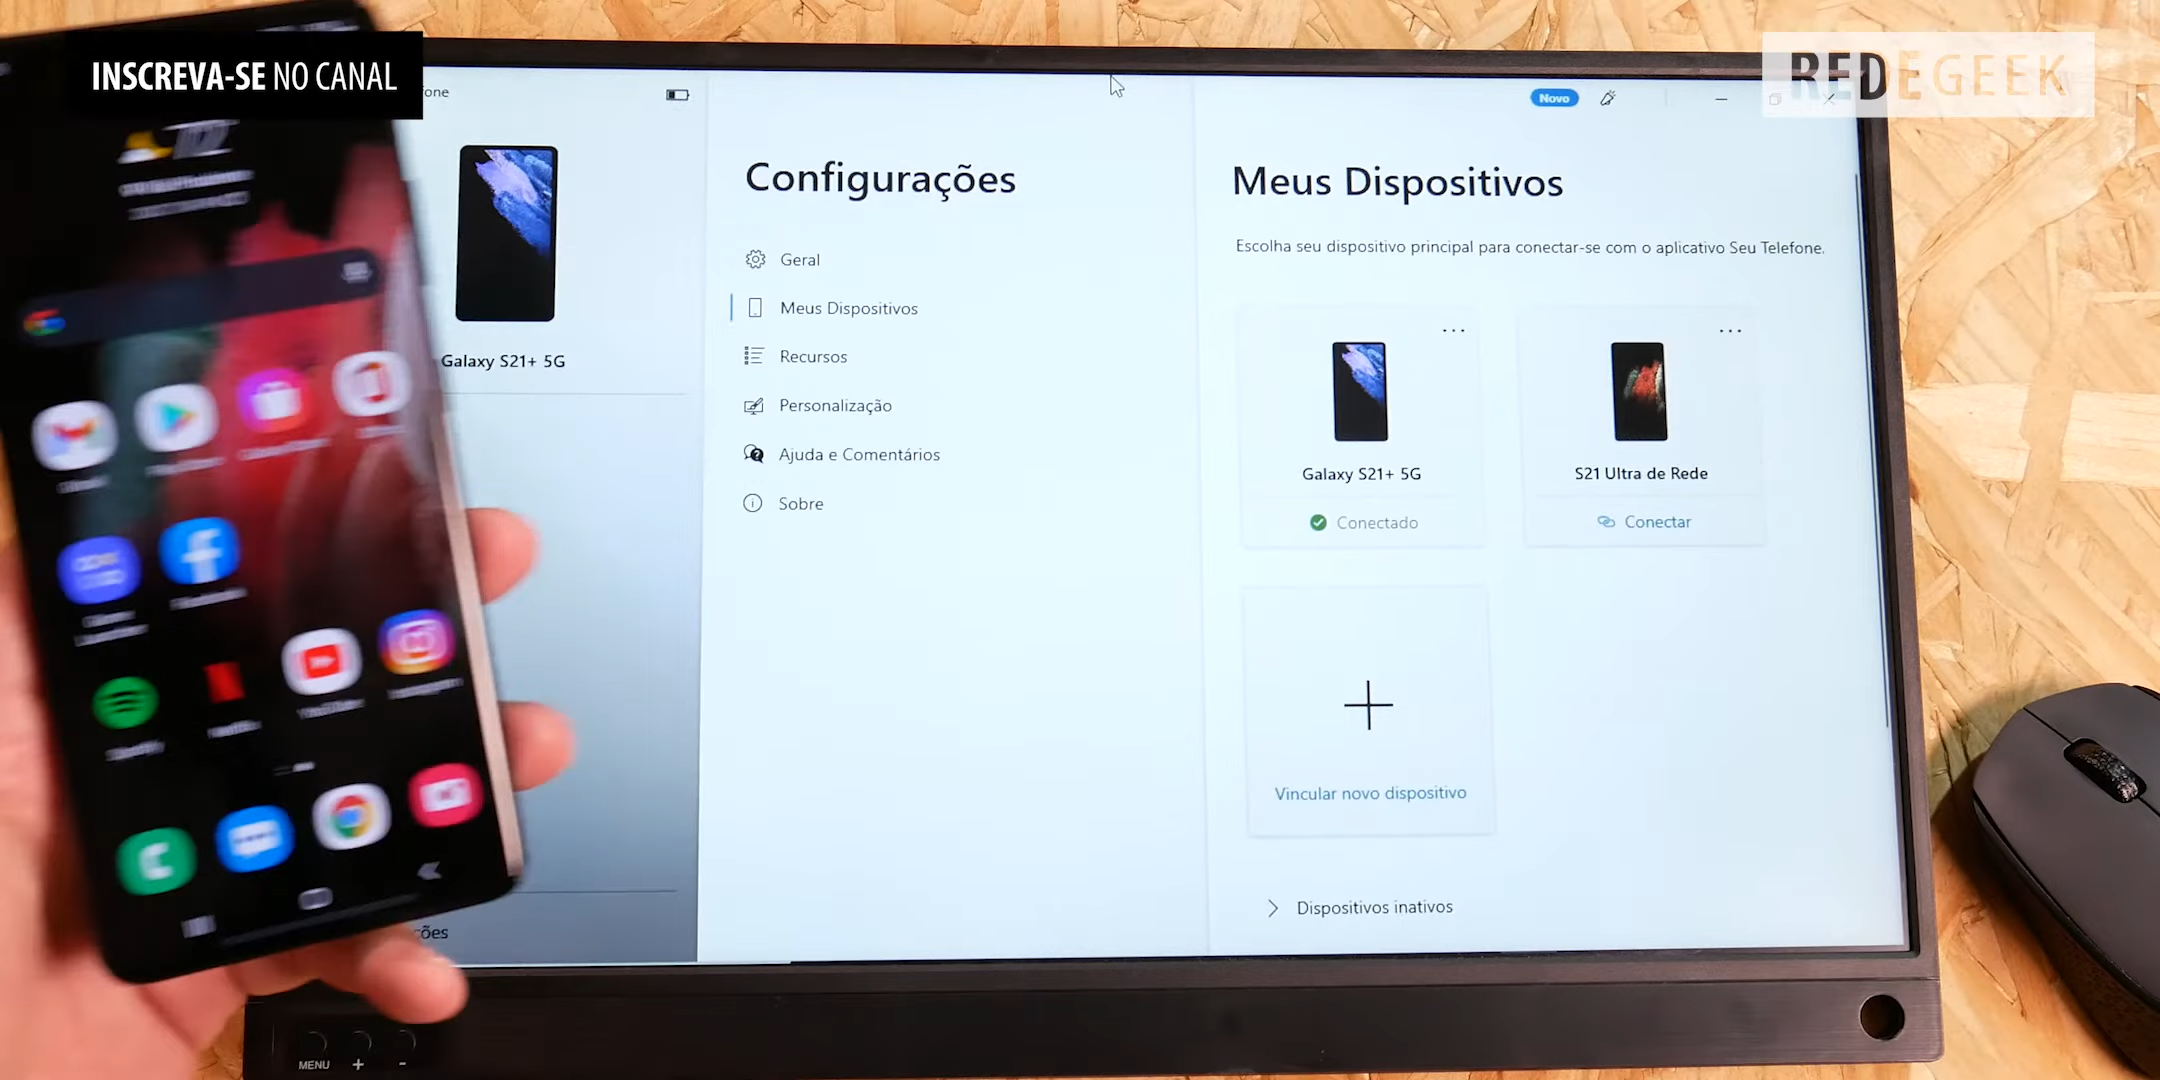 INSCREVA-SE NO CANAL
REDEGEEK
one
Novo
Galaxy S21+ 5G
ções
Configurações
Geral
Meus Dispositivos
Recursos
Personalização
Ajuda e Comentários
Sobre
Meus Dispositivos
Escolha seu dispositivo principal para conectar-se com o aplicativo Seu Telefone.
Galaxy S21+ 5G
Conectado
S21 Ultra de Rede
Conectar
Vincular novo dispositivo
Dispositivos inativos
MENU + -